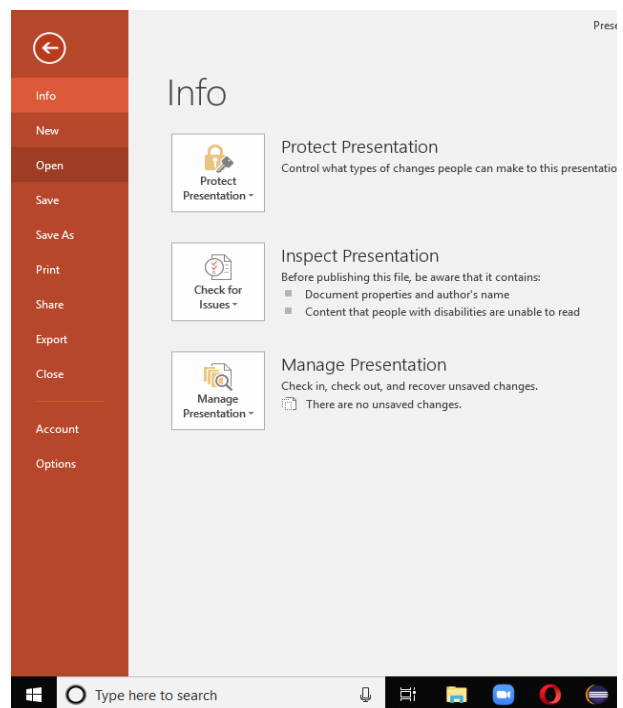 Prese
Info
Info
New
Open
Save
Save As
Print
Share
Export
Close
Account
Options
Protect
Presentation
Protect Presentation
Control what types of changes people can make to this presentatio
Check for
Issues
Inspect Presentation
Before publishing this file, be aware that it contains:
Document properties and author's name
Content that people with disabilities are unable to read
Manage
Presentation
Manage Presentation
Check in, check out, and recover unsaved changes.
There are no unsaved changes.
Type here to search